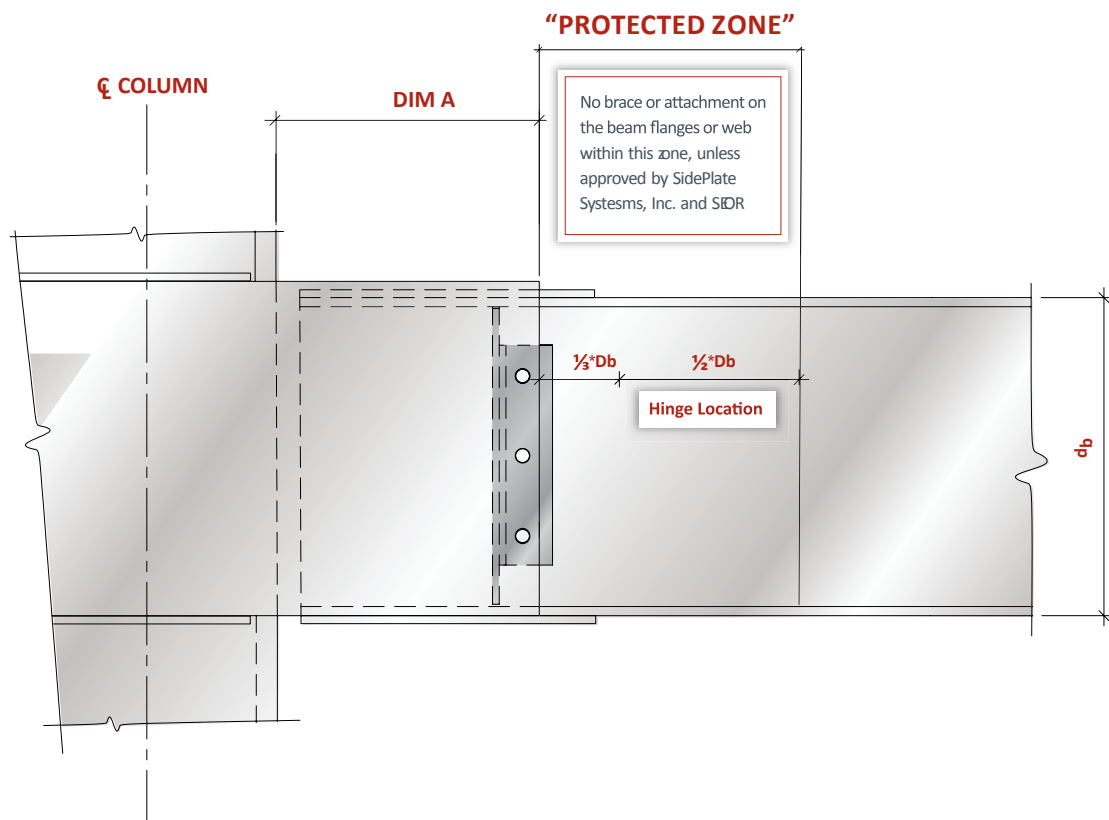 “PROTECTED ZONE”
℄ COLUMN
DIM A
No brace or attachment on
the beam flanges or web
within this zone, unless
approved by SidePlate
Systesms, Inc. and SEOR
⅓*Db
½*Db
Hinge Location
db